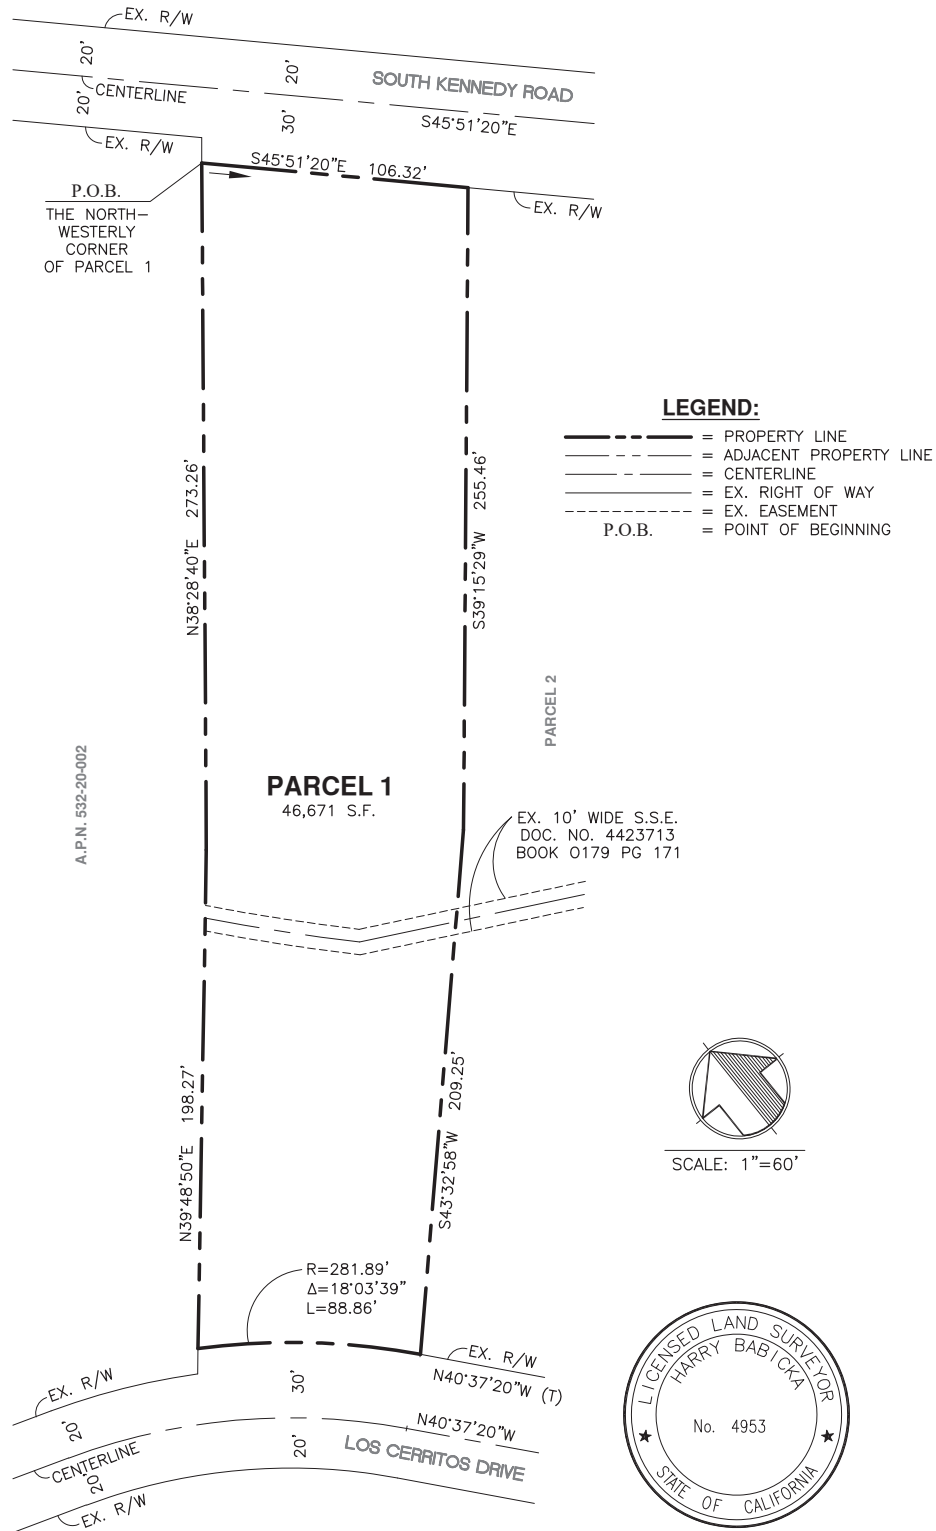 EX. R/W
20'
20'
SOUTH KENNEDY ROAD
CENTERLINE
20'
30'
S45°51'20"E
EX. R/W
S45°51'20"E 106.32'
P.O.B.
THE NORTH-
WESTERLY
CORNER
OF PARCEL 1
EX. R/W
LEGEND:
= PROPERTY LINE
= ADJACENT PROPERTY LINE
= CENTERLINE
= EX. RIGHT OF WAY
= EX. EASEMENT
P.O.B. = POINT OF BEGINNING
N38°28'40"E 273.26'
S39°15'29"W 255.46'
PARCEL 2
A.P.N. 532-20-002
PARCEL 1
46,671 S.F.
EX. 10' WIDE S.S.E.
DOC. NO. 4423713
BOOK O179 PG 171
N39°48'50"E 198.27'
S43°32'58"W 209.25'
SCALE: 1"=60'
R=281.89'
Δ=18°03'39"
L=88.86'
EX. R/W
N40°37'20"W (T)
EX. R/W
30'
20'
N40°37'20"W
CENTERLINE
20'
20'
LOS CERRITOS DRIVE
EX. R/W
LICENSED LAND SURVEYOR
HARRY BABICKA
No. 4953
STATE OF CALIFORNIA